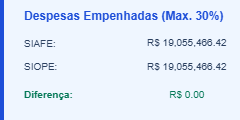 Despesas Empenhadas (Max. 30%)
SIAFE: R$ 19,055,466.42
SIOPE: R$ 19,055,466.42
Diferença: R$ 0.00